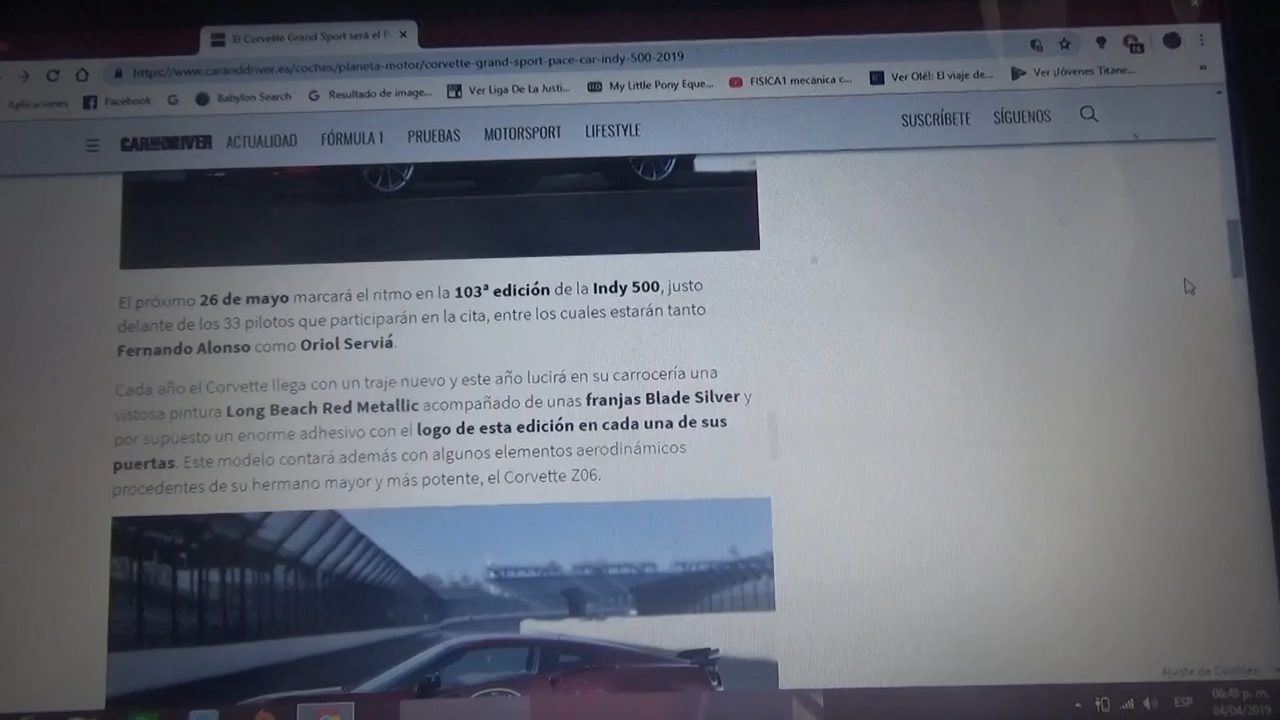 El Corvette Grand Sport será el P
https://www.caranddriver.es/coches/planeta-motor/corvette-grand-sport-pace-car-indy-500-2019
Aplicaciones Facebook G Babylon Search Resultado de image... Ver Liga De La Justi... My Little Pony Eque... FISICA1 mecánica c... Ver Olé!: El viaje de... Ver ¡Jóvenes Titane... »
CAR AND DRIVER ACTUALIDAD FÓRMULA 1 PRUEBAS MOTORSPORT LIFESTYLE SUSCRÍBETE SÍGUENOS
El próximo 26 de mayo marcará el ritmo en la 103ª edición de la Indy 500, justo
delante de los 33 pilotos que participarán en la cita, entre los cuales estarán tanto
Fernando Alonso como Oriol Serviá.
Cada año el Corvette llega con un traje nuevo y este año lucirá en su carrocería una
vistosa pintura Long Beach Red Metallic acompañado de unas franjas Blade Silver y
por supuesto un enorme adhesivo con el logo de esta edición en cada una de sus
puertas. Este modelo contará además con algunos elementos aerodinámicos
procedentes de su hermano mayor y más potente, el Corvette Z06.
Ajuste de Cookies
ESP 06:48 p. m.
04/04/2019